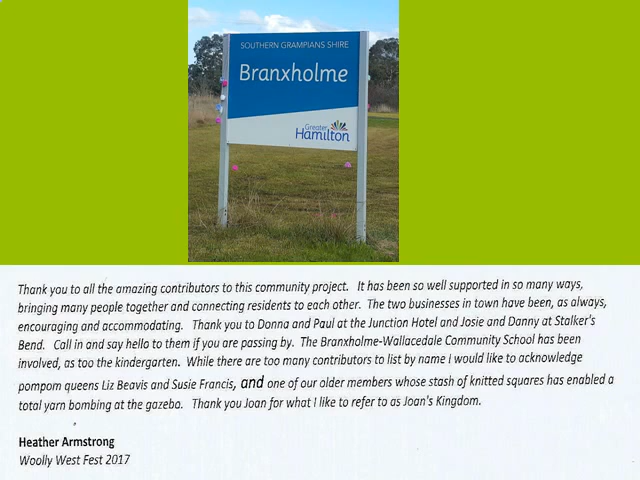 SOUTHERN GRAMPIANS SHIRE
Branxholme
Greater
Hamilton
Thank you to all the amazing contributors to this community project. It has been so well supported in so many ways,
bringing many people together and connecting residents to each other. The two businesses in town have been, as always,
encouraging and accommodating. Thank you to Donna and Paul at the Junction Hotel and Josie and Danny at Stalker's
Bend. Call in and say hello to them if you are passing by. The Branxholme-Wallacedale Community School has been
involved, as too the kindergarten. While there are too many contributors to list by name I would like to acknowledge
pompom queens Liz Beavis and Susie Francis, and one of our older members whose stash of knitted squares has enabled a
total yarn bombing at the gazebo. Thank you Joan for what I like to refer to as Joan's Kingdom.
Heather Armstrong
Woolly West Fest 2017